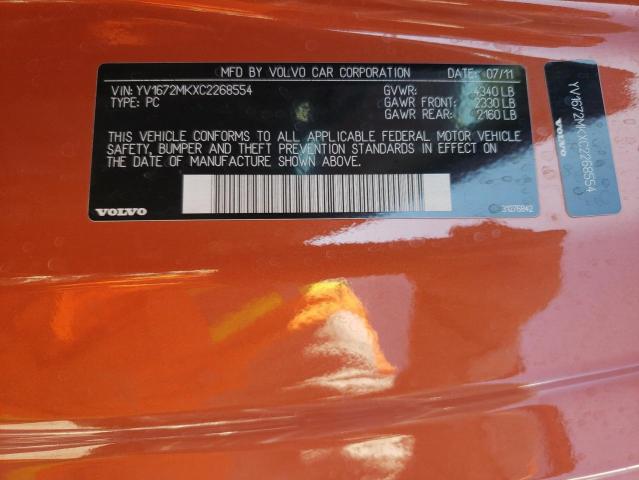 MFD BY VOLVO CAR CORPORATION DATE: 07/11
VIN: YV1672MKXC2268554 GVWR: 4340 LB
TYPE: PC GAWR FRONT: 2330 LB
GAWR REAR: 2160 LB
THIS VEHICLE CONFORMS TO ALL APPLICABLE FEDERAL MOTOR VEHICLE
SAFETY, BUMPER AND THEFT PREVENTION STANDARDS IN EFFECT ON
THE DATE OF MANUFACTURE SHOWN ABOVE.
VOLVO 31276942
YV1672MKXC2268554
VOLVO